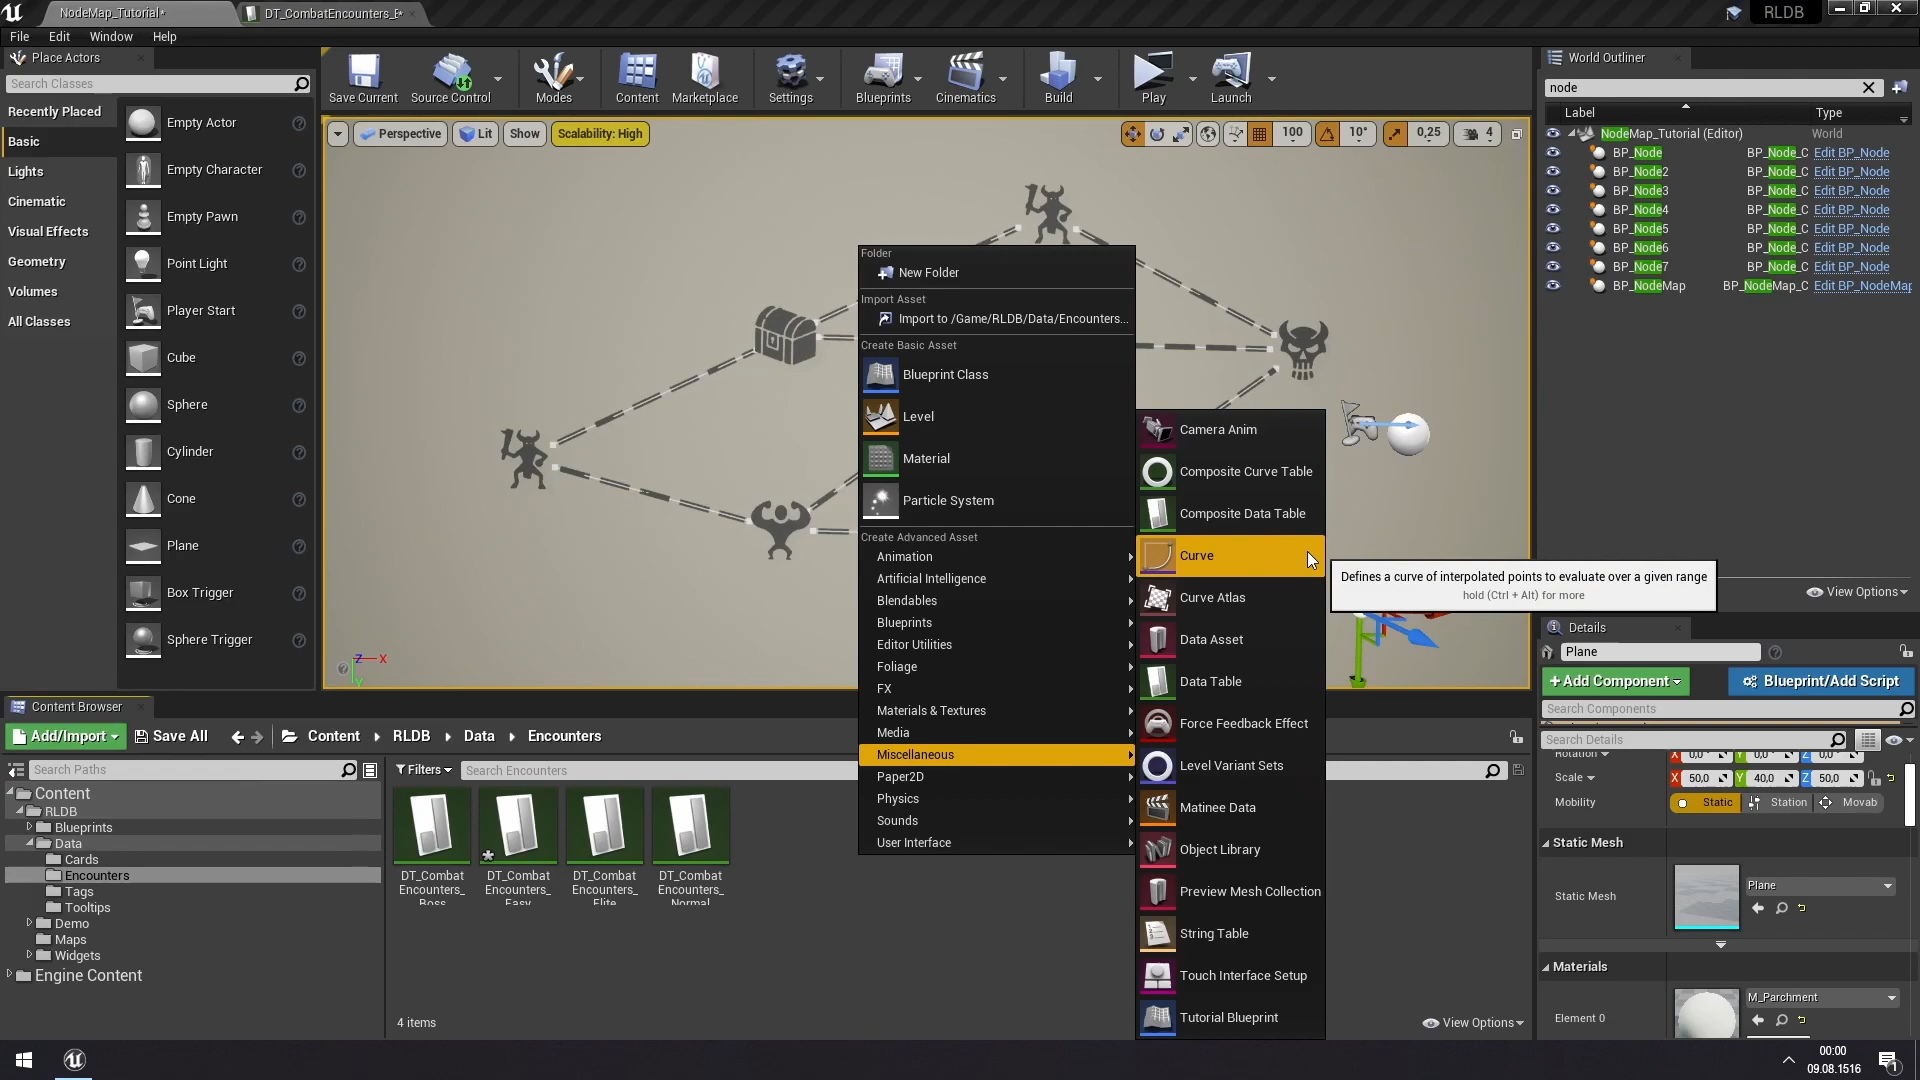 NodeMap_Tutorial*
DT_CombatEncounters_E*
RLDB
File
Edit
Window
Help
Place Actors
Search Classes
Recently Placed
Basic
Lights
Cinematic
Visual Effects
Geometry
Volumes
All Classes
Empty Actor
Empty Character
Empty Pawn
Point Light
Player Start
Cube
Sphere
Cylinder
Cone
Plane
Box Trigger
Sphere Trigger
Save Current
Source Control
Modes
Content
Marketplace
Settings
Blueprints
Cinematics
Build
Play
Launch
Perspective
Lit
Show
Scalability: High
100
10°
0,25
4
Z
X
Y
Folder
New Folder
Import Asset
Import to /Game/RLDB/Data/Encounters...
Create Basic Asset
Blueprint Class
Level
Material
Particle System
Create Advanced Asset
Animation
Artificial Intelligence
Blendables
Blueprints
Editor Utilities
Foliage
FX
Materials & Textures
Media
Miscellaneous
Paper2D
Physics
Sounds
User Interface
Camera Anim
Composite Curve Table
Composite Data Table
Curve
Curve Atlas
Data Asset
Data Table
Force Feedback Effect
Level Variant Sets
Matinee Data
Object Library
Preview Mesh Collection
String Table
Touch Interface Setup
Tutorial Blueprint
Defines a curve of interpolated points to evaluate over a given range
hold (Ctrl + Alt) for more
World Outliner
node
Label Type
NodeMap_Tutorial (Editor) World
BP_Node BP_Node_C Edit BP_Node
BP_Node2 BP_Node_C Edit BP_Node
BP_Node3 BP_Node_C Edit BP_Node
BP_Node4 BP_Node_C Edit BP_Node
BP_Node5 BP_Node_C Edit BP_Node
BP_Node6 BP_Node_C Edit BP_Node
BP_Node7 BP_Node_C Edit BP_Node
BP_NodeMap BP_NodeMap_C Edit BP_NodeMap
View Options
Details
Plane
+Add Component
Blueprint/Add Script
Search Components
Search Details
Rotation X 0,0° Y 0,0° Z 0,0°
Scale X 50,0 Y 40,0 Z 50,0
Mobility Static Station Movab
Static Mesh
Static Mesh Plane
Materials
Element 0 M_Parchment
Content Browser
Add/Import Save All Content RLDB Data Encounters
Search Paths
Filters Search Encounters
Content
RLDB
Blueprints
Data
Cards
Encounters
Tags
Tooltips
Demo
Maps
Widgets
Engine Content
DT_Combat
Encounters_
Boss
DT_Combat
Encounters_
Easy
DT_Combat
Encounters_
Elite
DT_Combat
Encounters_
Normal
4 items
View Options
00:00
09.08.1516
1